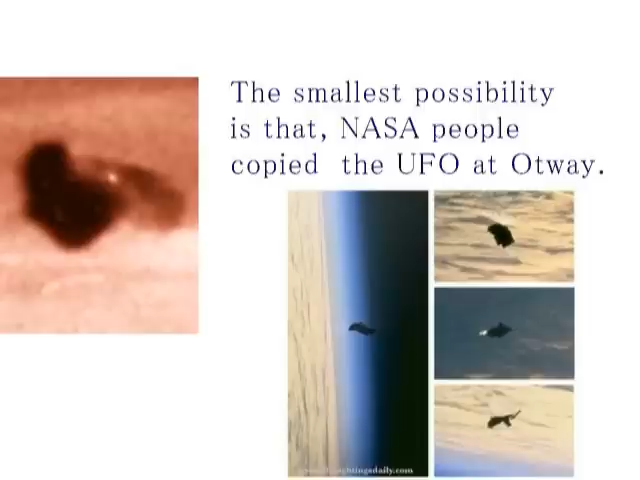 The smallest possibility
is that, NASA people
copied  the UFO at Otway.